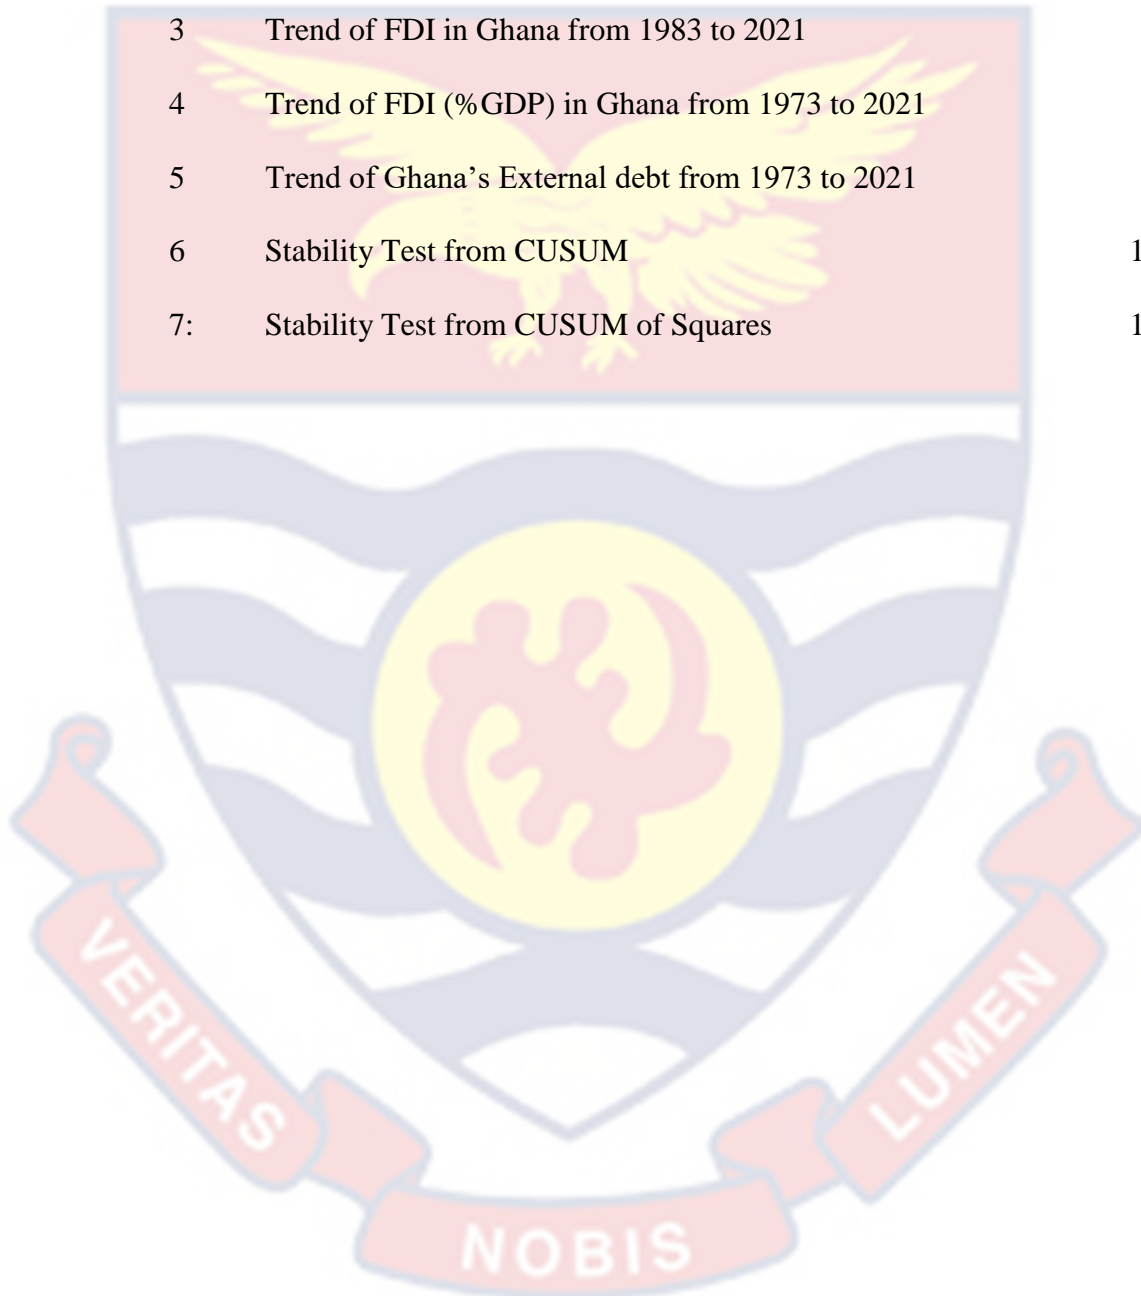 3 Trend of FDI in Ghana from 1983 to 2021
4 Trend of FDI (%GDP) in Ghana from 1973 to 2021
5 Trend of Ghana’s External debt from 1973 to 2021
6 Stability Test from CUSUM 1
7: Stability Test from CUSUM of Squares 1
VERITAS
NOBIS
LUMEN